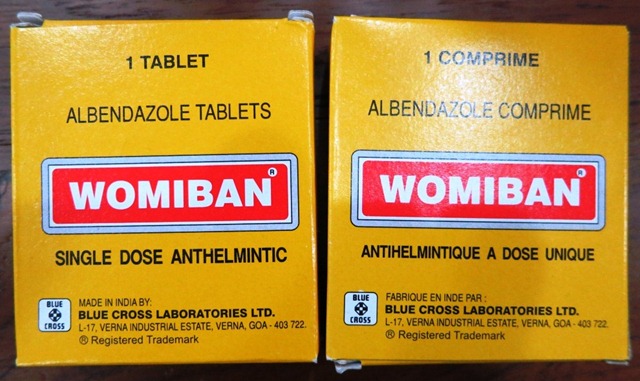 1 TABLET
ALBENDAZOLE TABLETS
WOMIBAN®
SINGLE DOSE ANTHELMINTIC
BLUE
CROSS
MADE IN INDIA BY:
BLUE CROSS LABORATORIES LTD.
L-17, VERNA INDUSTRIAL ESTATE, VERNA, GOA - 403 722.
® Registered Trademark
1 COMPRIME
ALBENDAZOLE COMPRIME
WOMIBAN®
ANTIHELMINTIQUE A DOSE UNIQUE
BLUE
CROSS
FABRIQUE EN INDE PAR :
BLUE CROSS LABORATORIES LTD.
L-17, VERNA INDUSTRIAL ESTATE, VERNA, GOA - 403 722.
® Registered Trademark